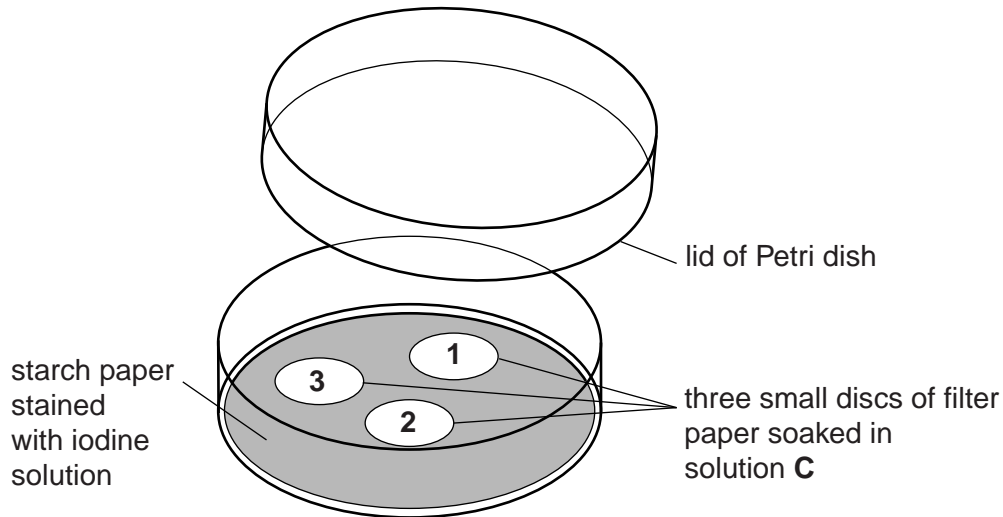 lid of Petri dish
1
3
2
starch paper
stained
with iodine
solution
three small discs of filter
paper soaked in
solution C